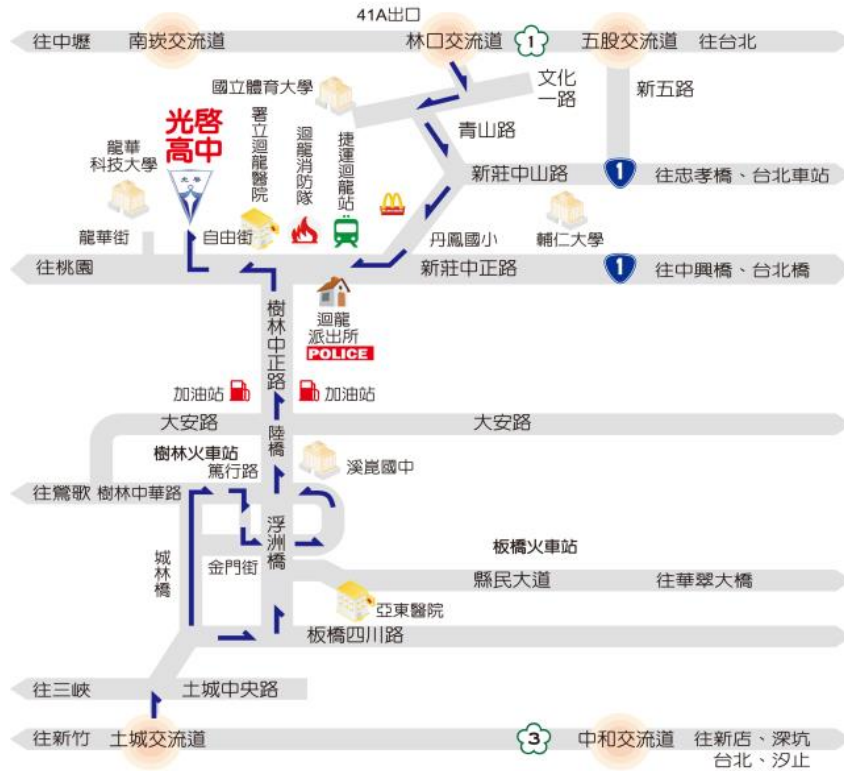 41A出口
往中壢 南崁交流道 林口交流道 1 五股交流道 往台北
國立體育大學
文化
一路
新五路
青山路
光啓
高中
署立迴龍醫院
迴龍消防隊
捷運迴龍站
龍華
科技大學
新莊中山路 1 往忠孝橋、台北車站
龍華街
自由街
丹鳳國小
輔仁大學
往桃園 新莊中正路 1 往中興橋、台北橋
樹林中正路
迴龍
派出所
POLICE
加油站 加油站
大安路 大安路
陸橋
樹林火車站
篤行路
溪崑國中
往鶯歌 樹林中華路
浮洲橋
城林橋
金門街
板橋火車站
縣民大道 往華翠大橋
亞東醫院
板橋四川路
往三峽 土城中央路
往新竹 土城交流道 3 中和交流道 往新店、深坑
台北、汐止